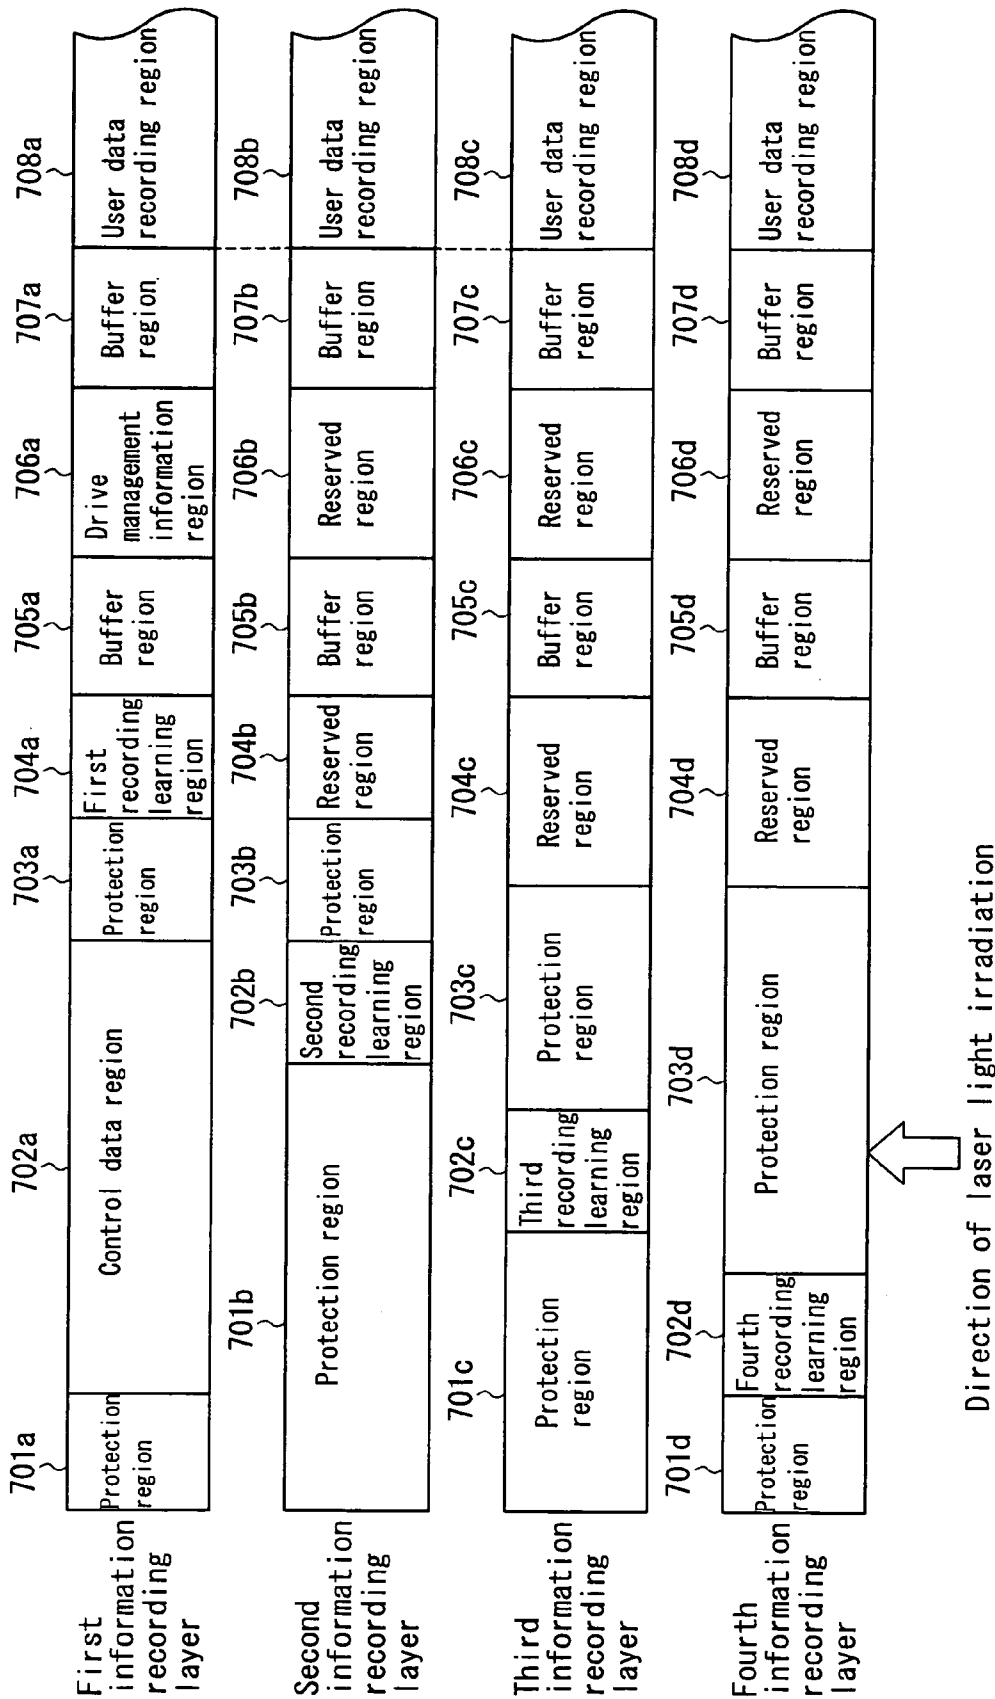 First
information
recording
layer
701a
Protection
region
702a
Control data region
703a
Protection
region
704a
First
recording
learning
region
705a
Buffer
region
706a
Drive
management
information
region
707a
Buffer
region
708a
User data
recording region
Second
information
recording
layer
701b
Protection region
702b
Second
recording
learning
region
703b
Protection
region
704b
Reserved
region
705b
Buffer
region
706b
Reserved
region
707b
Buffer
region
708b
User data
recording region
Third
information
recording
layer
701c
Protection
region
702c
Third
recording
learning
region
703c
Protection
region
704c
Reserved
region
705c
Buffer
region
706c
Reserved
region
707c
Buffer
region
708c
User data
recording region
Fourth
information
recording
layer
701d
Protection
region
702d
Fourth
recording
learning
region
703d
Protection region
704d
Reserved
region
705d
Buffer
region
706d
Reserved
region
707d
Buffer
region
708d
User data
recording region
Direction of laser light irradiation